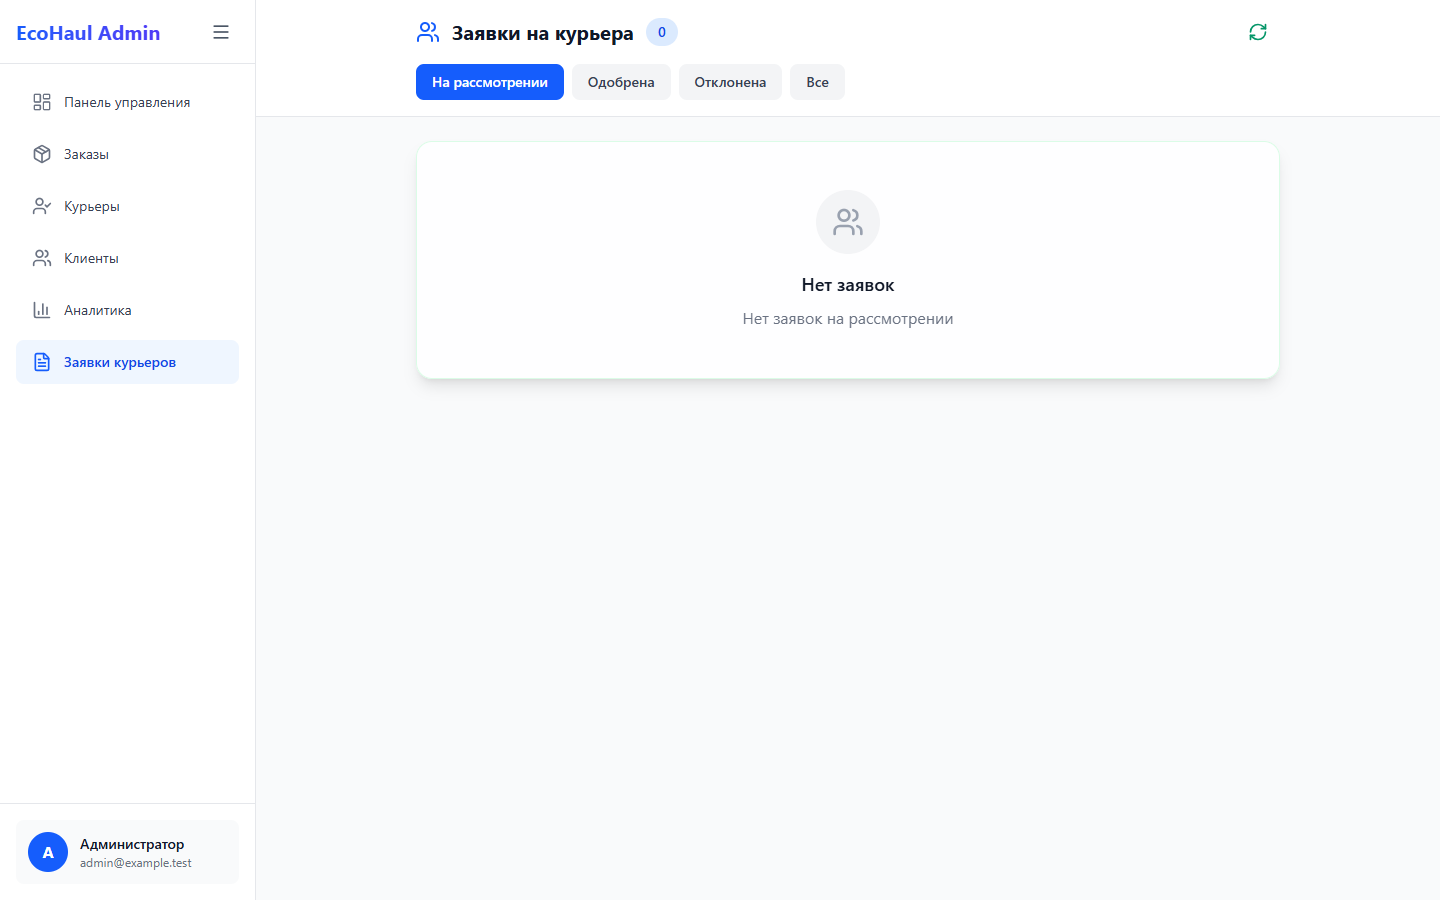 EcoHaul Admin
Панель управления
Заказы
Курьеры
Клиенты
Аналитика
Заявки курьеров
А
Администратор
admin@example.test
Заявки на курьера 0
На рассмотрении Одобрена Отклонена Все
Нет заявок
Нет заявок на рассмотрении